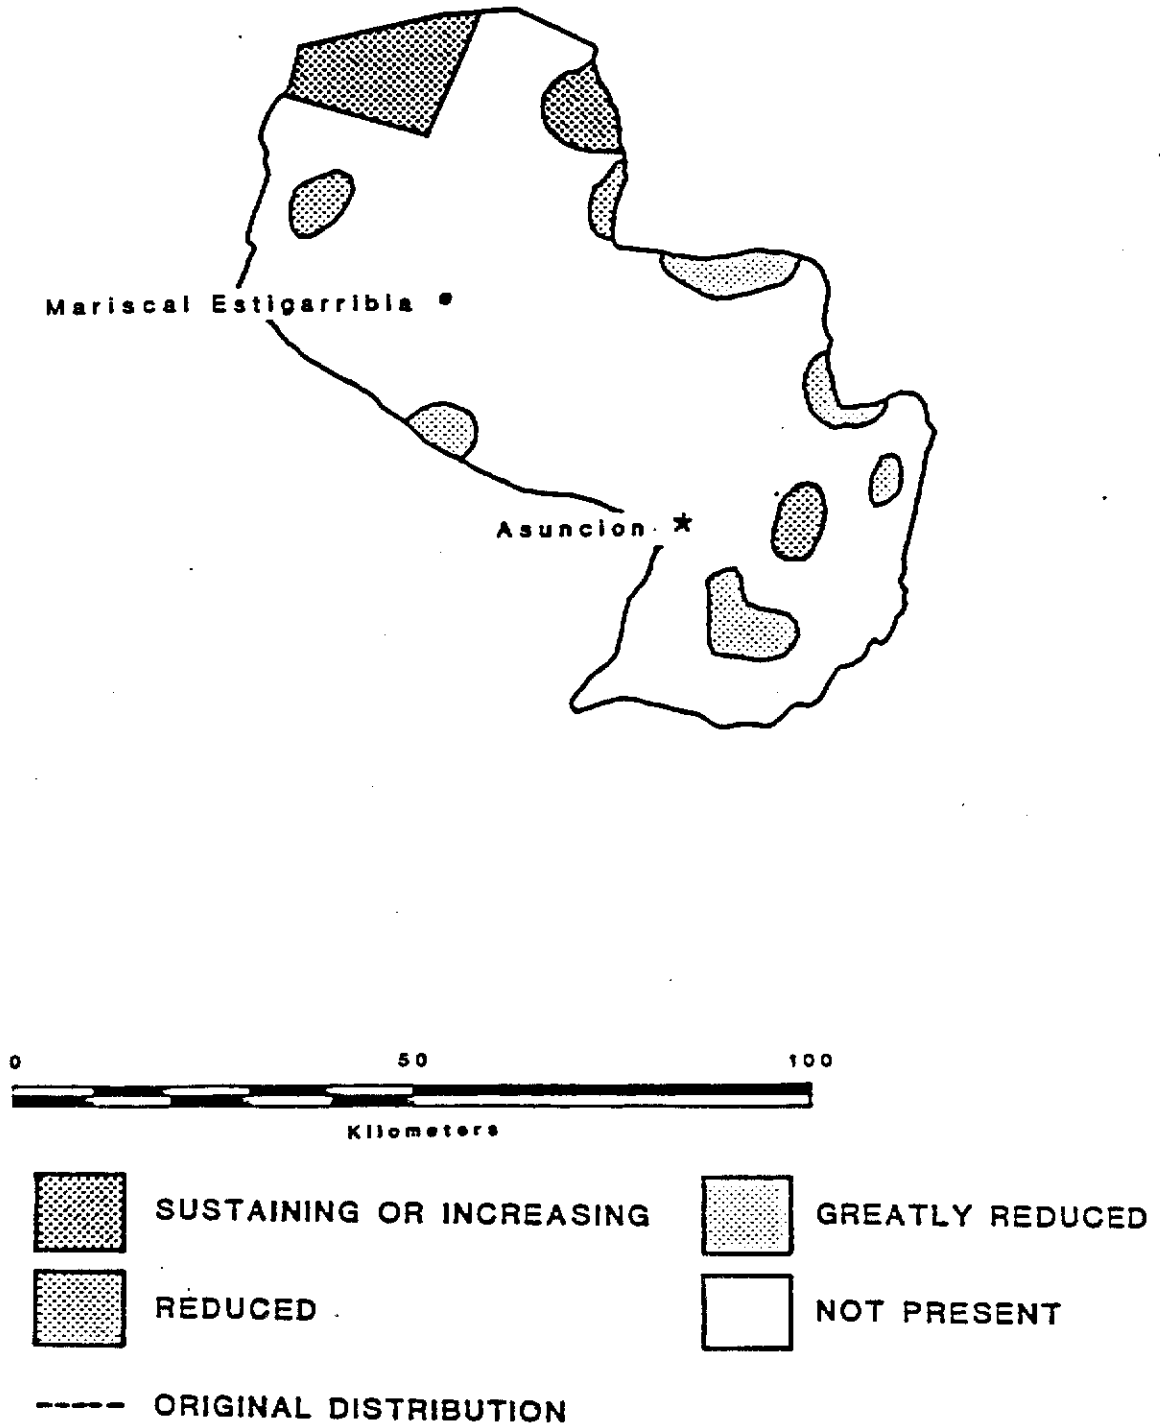 Mariscal Estigarribia
Asuncion
0 50 100
Kilometers
SUSTAINING OR INCREASING
GREATLY REDUCED
REDUCED
NOT PRESENT
ORIGINAL DISTRIBUTION